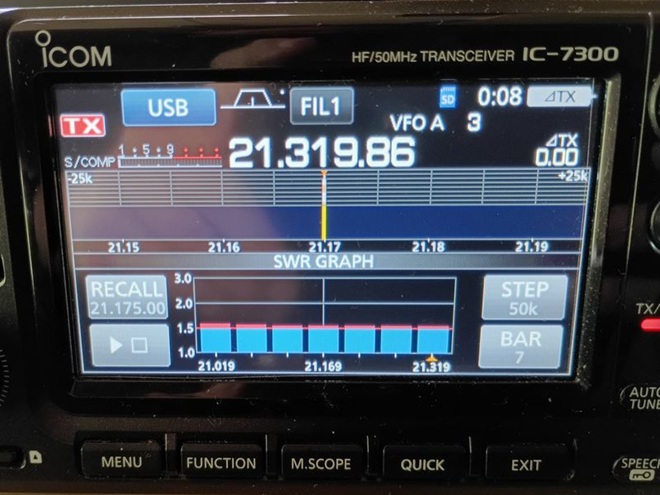 ICOM
HF/50MHz TRANSCEIVER IC-7300
USB
FIL1
SD
0:08
⊿TX
TX
VFO A 3
S/COMP
1 • 5 • 9
21.319.86
⊿TX
0.00
-25k
+25k
21.15 21.16 21.17 21.18 21.19
SWR GRAPH
RECALL
21.175.00
3.0
2.0
1.5
1.0
21.019 21.169 21.319
STEP
50k
BAR
7
TX/
AUTO
TUNE
MENU FUNCTION M.SCOPE QUICK EXIT
SPEECH